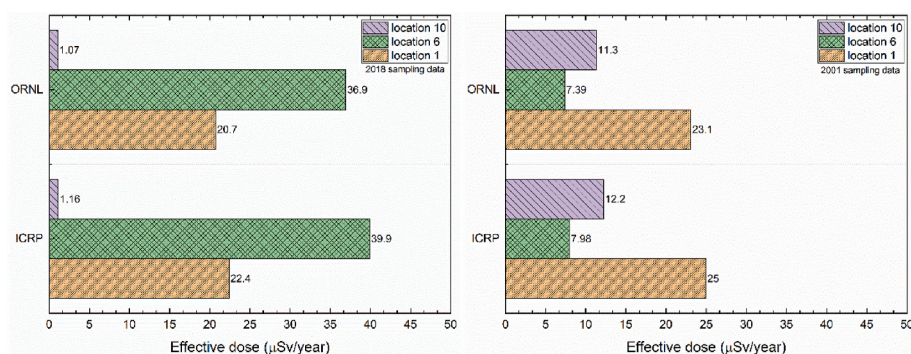 location 10
location 6
location 1
2018 sampling data
ORNL
1.07
36.9
20.7
ICRP
1.16
39.9
22.4
0 5 10 15 20 25 30 35 40 45 50
Effective dose (μSv/year)
location 10
location 6
location 1
2001 sampling data
ORNL
11.3
7.39
23.1
ICRP
12.2
7.98
25
0 5 10 15 20 25 30 35 40 45 50
Effective dose (μSv/year)